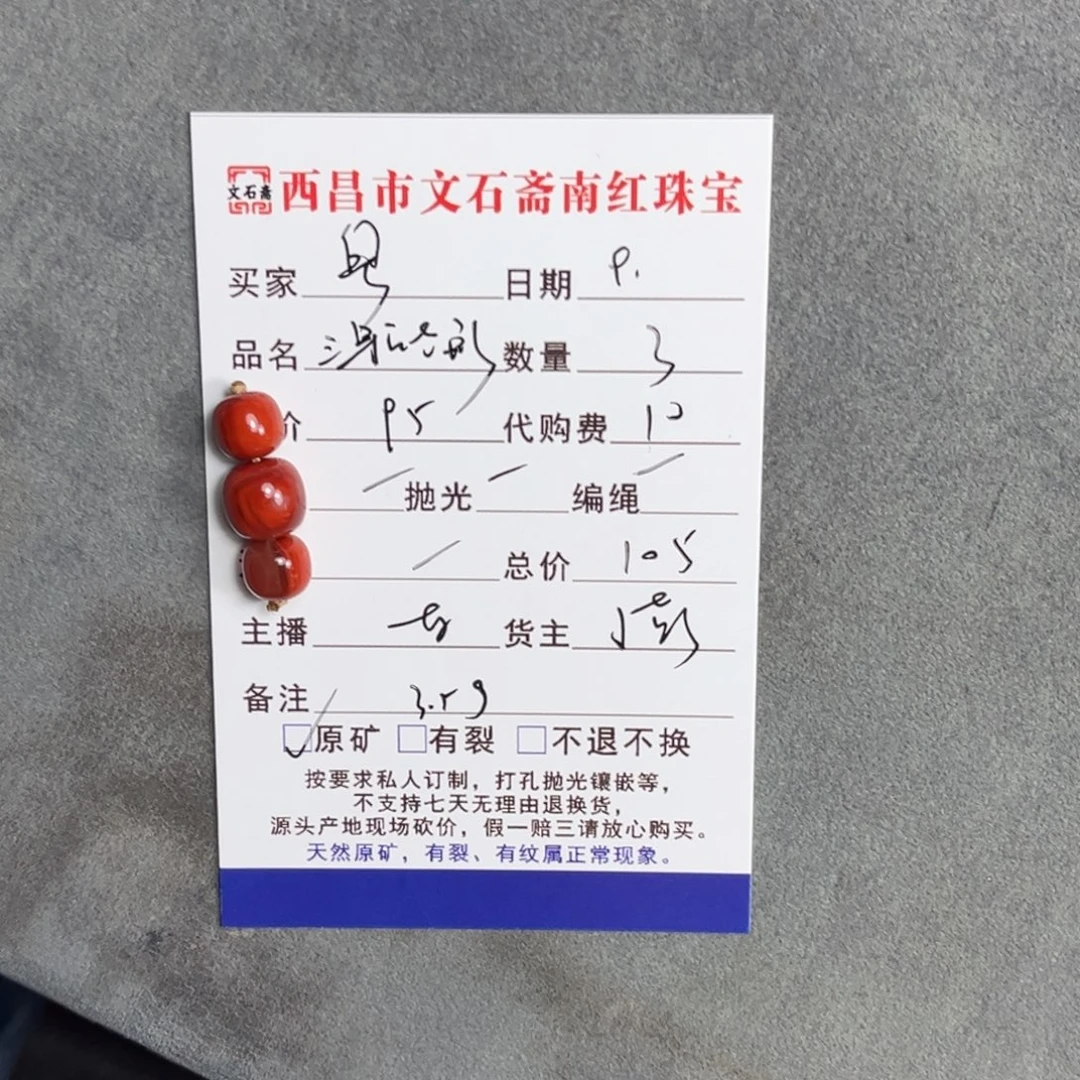 文石斋 西昌市文石斋南红珠宝
买家 日期 9.
品名 数量 3
价 95 代购费 10
抛光 编绳
总价 105
主播 货主
备注 3.5g
原矿 有裂 不退不换
按要求私人订制，打孔抛光镶嵌等，
不支持七天无理由退换货，
源头产地现场砍价，假一赔三请放心购买。
天然原矿，有裂、有纹属正常现象。